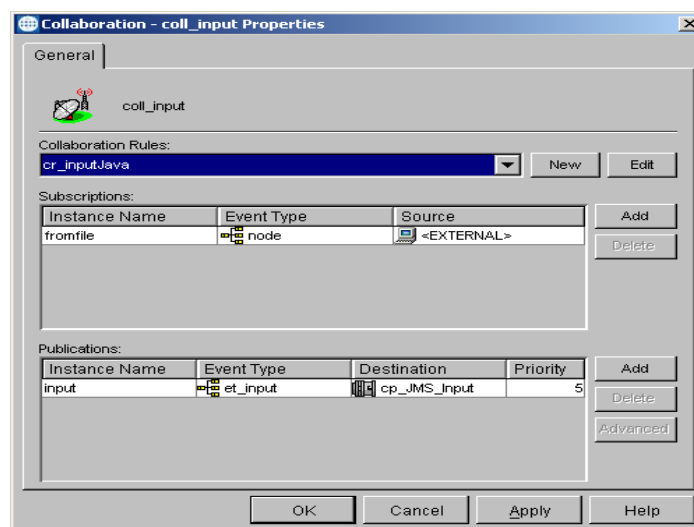 Collaboration - coll_input Properties
General
coll_input
Collaboration Rules:
cr_inputJava New Edit
Subscriptions:
Instance Name Event Type Source Add
fromfile node <EXTERNAL> Delete
Publications:
Instance Name Event Type Destination Priority Add
input et_input cp_JMS_Input 5 Delete
Advanced
OK Cancel Apply Help